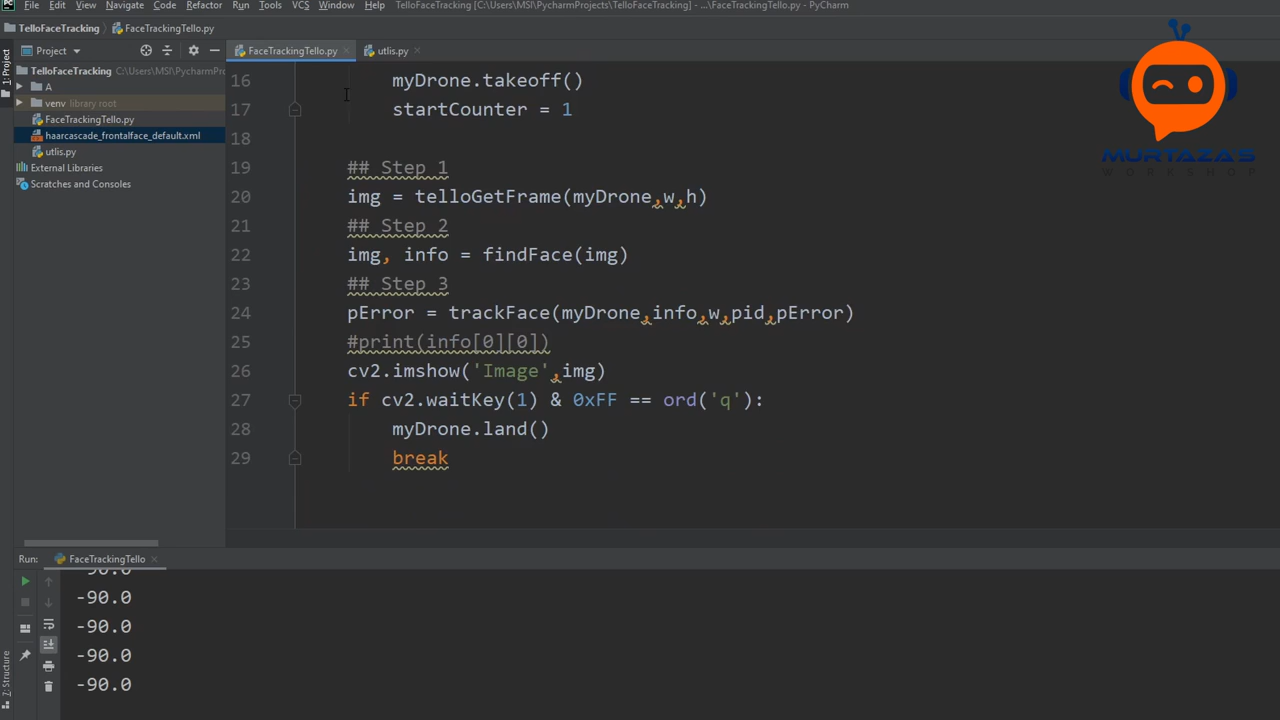 File Edit View Navigate Code Refactor Run Tools VCS Window Help TelloFaceTracking [C:\Users\MSI\PycharmProjects\TelloFaceTracking] - ...\FaceTrackingTello.py - PyCharm
TelloFaceTracking FaceTrackingTello.py
Project
FaceTrackingTello.py
utlis.py
1: Project
TelloFaceTracking C:\Users\MSI\PycharmProjects\TelloFaceTracking
A
venv library root
FaceTrackingTello.py
haarcascade_frontalface_default.xml
utlis.py
External Libraries
Scratches and Consoles
16 myDrone.takeoff()
17 startCounter = 1
18
19 ## Step 1
20 img = telloGetFrame(myDrone,w,h)
21 ## Step 2
22 img, info = findFace(img)
23 ## Step 3
24 pError = trackFace(myDrone,info,w,pid,pError)
25 #print(info[0][0])
26 cv2.imshow('Image',img)
27 if cv2.waitKey(1) & 0xFF == ord('q'):
28 myDrone.land()
29 break
MURTAZA'S
WORKSHOP
Run: FaceTrackingTello
-90.0
-90.0
-90.0
-90.0
-90.0
Z: Structure